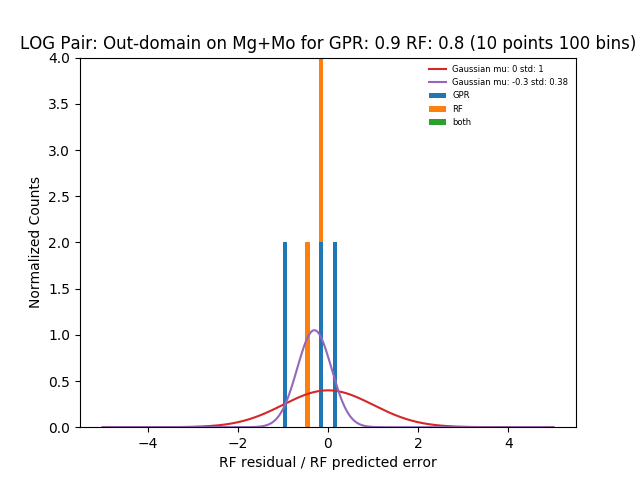 LOG Pair: Out-domain on Mg+Mo for GPR: 0.9 RF: 0.8 (10 points 100 bins)
Gaussian mu: 0 std: 1
Gaussian mu: -0.3 std: 0.38
GPR
RF
both
Normalized Counts
4.0
3.5
3.0
2.5
2.0
1.5
1.0
0.5
0.0
−4 −2 0 2 4
RF residual / RF predicted error